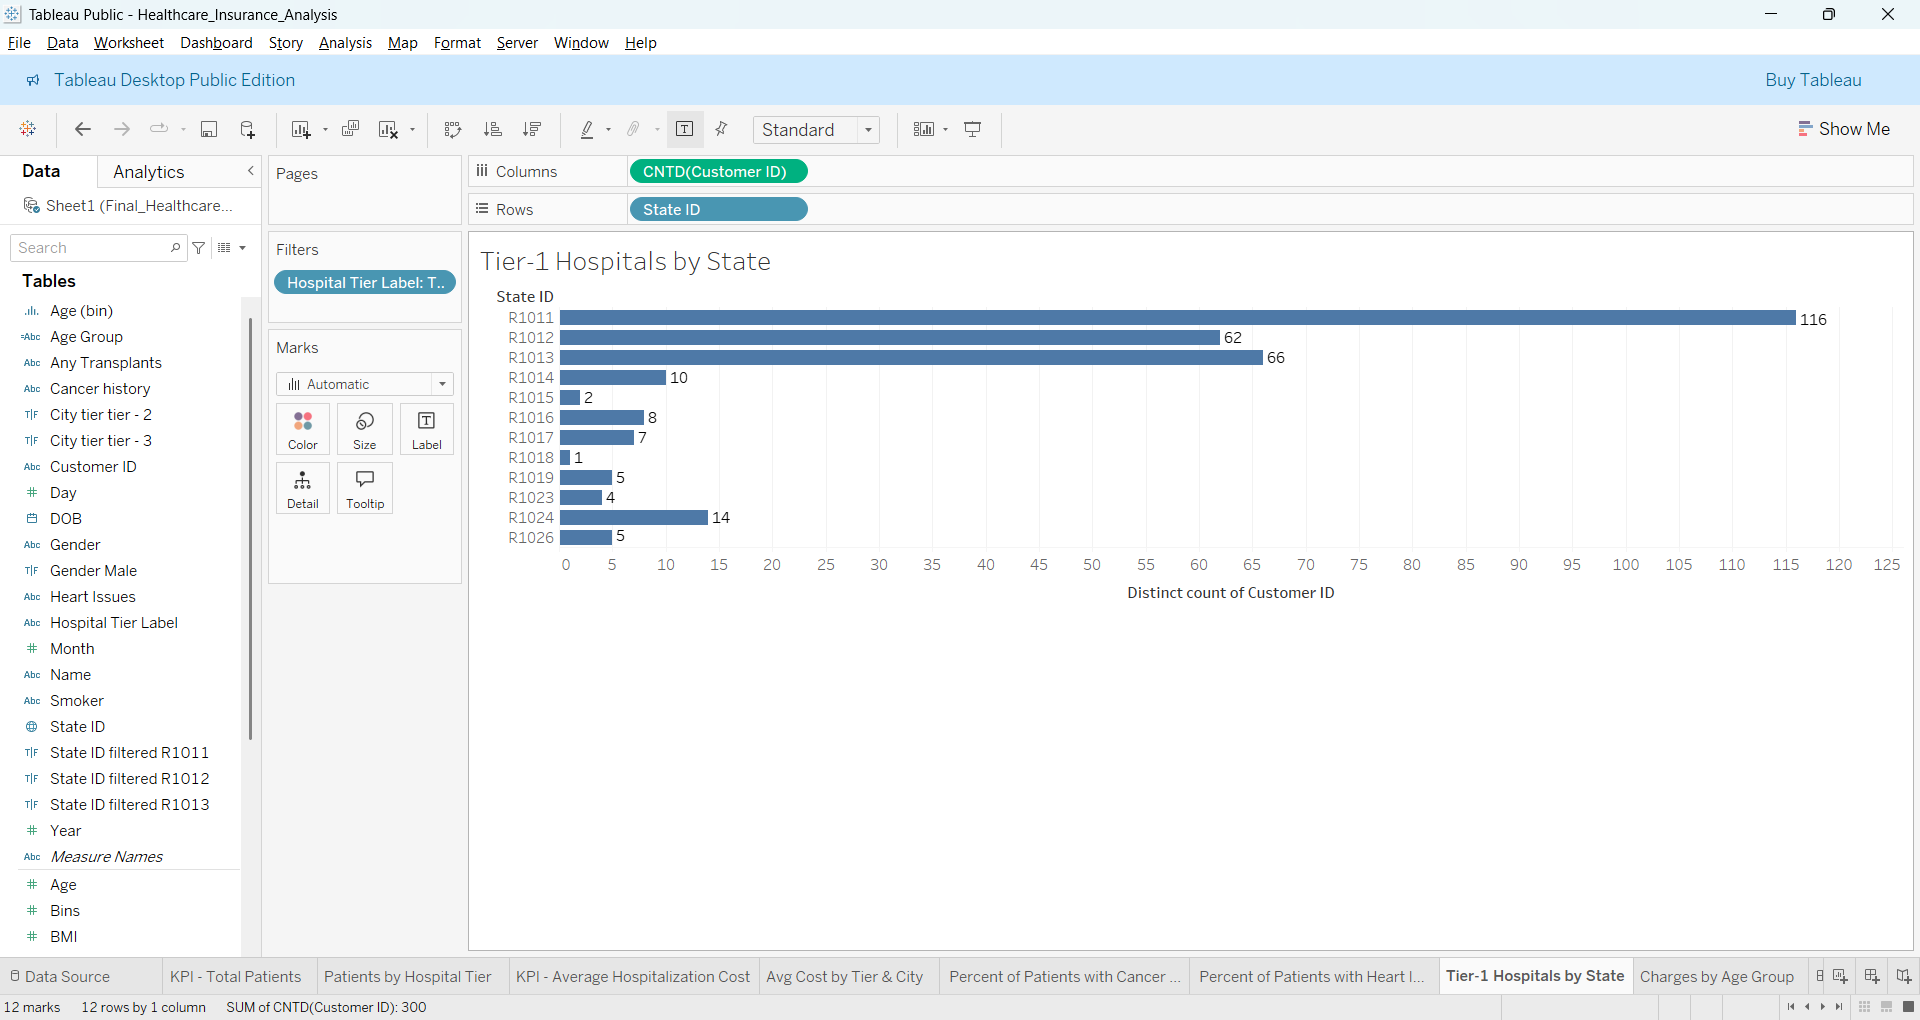 Tableau Public - Healthcare_Insurance_Analysis
File Data Worksheet Dashboard Story Analysis Map Format Server Window Help
Tableau Desktop Public Edition
Buy Tableau
Standard
Show Me
Data
Analytics
Sheet1 (Final_Healthcare...
Search
Tables
Age (bin)
=Abc Age Group
Abc Any Transplants
Abc Cancer history
T|F City tier tier - 2
T|F City tier tier - 3
Abc Customer ID
# Day
DOB
Abc Gender
T|F Gender Male
Abc Heart Issues
Abc Hospital Tier Label
# Month
Abc Name
Abc Smoker
State ID
T|F State ID filtered R1011
T|F State ID filtered R1012
T|F State ID filtered R1013
# Year
Abc Measure Names
# Age
# Bins
# BMI
Pages
Filters
Hospital Tier Label: T..
Marks
Automatic
Color
Size
T
Label
Detail
Tooltip
Columns
CNTD(Customer ID)
Rows
State ID
Tier-1 Hospitals by State
State ID
R1011 116
R1012 62
R1013 66
R1014 10
R1015 2
R1016 8
R1017 7
R1018 1
R1019 5
R1023 4
R1024 14
R1026 5
0 5 10 15 20 25 30 35 40 45 50 55 60 65 70 75 80 85 90 95 100 105 110 115 120 125
Distinct count of Customer ID
Data Source
KPI - Total Patients
Patients by Hospital Tier
KPI - Average Hospitalization Cost
Avg Cost by Tier & City
Percent of Patients with Cancer ...
Percent of Patients with Heart I...
Tier-1 Hospitals by State
Charges by Age Group
12 marks 12 rows by 1 column SUM of CNTD(Customer ID): 300